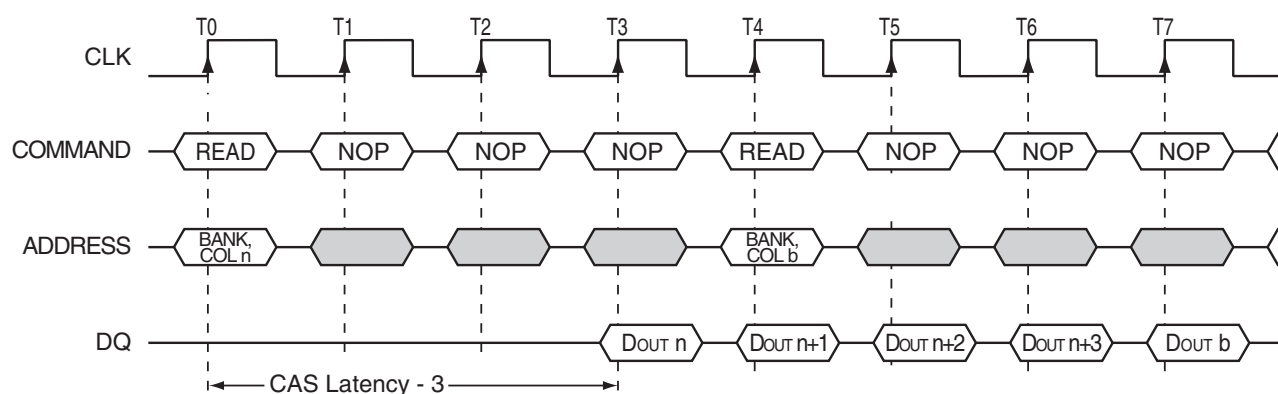 T0 T1 T2 T3 T4 T5 T6 T7
CLK
COMMAND READ NOP NOP NOP READ NOP NOP NOP
ADDRESS BANK, COL n BANK, COL b
DQ DOUT n DOUT n+1 DOUT n+2 DOUT n+3 DOUT b
CAS Latency - 3